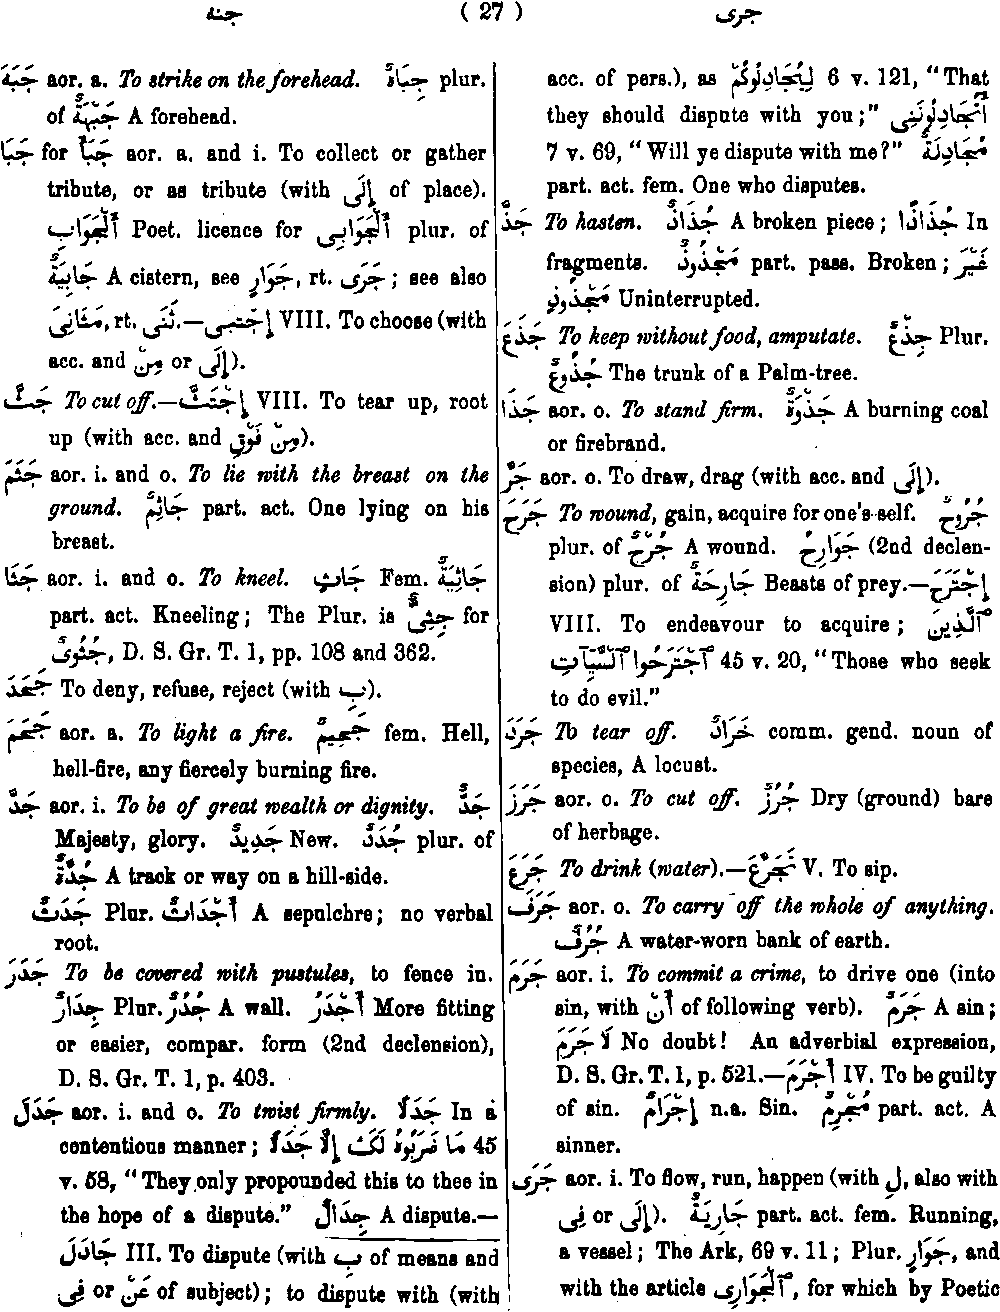 جبه ( 27 ) جرى
جَبَهَ aor. a. To strike on the forehead. جِبَاهٌ plur.
of جَبْهَةٌ A forehead.
جَبَا for جَبَأَ aor. a. and i. To collect or gather
tribute, or as tribute (with إِلَى of place).
أَلْجَوَابِ Poet. licence for أَلْجَوَابِي plur. of
جَابِيَةٌ A cistern, see جَوَارٍ, rt. جَرَى; see also
مَثَانِىَ, rt. ثَنَى.—إِجْتَبَى VIII. To choose (with
acc. and مِنْ or إِلَى).
جَثَّ To cut off.—إِجْتَثَّ VIII. To tear up, root
up (with acc. and مِنْ فَوْقِ).
جَثَمَ aor. i. and o. To lie with the breast on the
ground. جَاثِمٌ part. act. One lying on his
breast.
جَثَا aor. i. and o. To kneel. جَاثٍ Fem. جَاثِيَةٌ
part. act. Kneeling; The Plur. is جِثِىٌّ for
جُثُوىٌ, D. S. Gr. T. 1, pp. 108 and 362.
جَحَدَ To deny, refuse, reject (with بِ).
جَحَمَ aor. a. To light a fire. جَحِيمٌ fem. Hell,
hell-fire, any fiercely burning fire.
جَدَّ aor. i. To be of great wealth or dignity. جَدٌّ
Majesty, glory. جَدِيدٌ New. جُدَدٌ plur. of
جُدَّةٌ A track or way on a hill-side.
جَدَثٌ Plur. أَجْدَاثٌ A sepulchre; no verbal
root.
جَدَرَ To be covered with pustules, to fence in.
جِدَارٌ Plur. جُدُرٌ A wall. أَجْدَرُ More fitting
or easier, compar. form (2nd declension),
D. S. Gr. T. 1, p. 403.
جَدَلَ aor. i. and o. To twist firmly. جَدَلًا In a
contentious manner; مَا ضَرَبُوهُ لَكَ إِلَّا جَدَلًا 45
v. 58, "They only propounded this to thee in
the hope of a dispute." جِدَالٌ A dispute.—
جَادَلَ III. To dispute (with بِ of means and
فِى or عَنْ of subject); to dispute with (with
acc. of pers.), as لِيُجَادِلُوكُمْ 6 v. 121, "That
they should dispute with you;" أَتُجَادِلُونَنِى
7 v. 69, "Will ye dispute with me?" مُجَادِلَةٌ
part. act. fem. One who disputes.
جَذَّ To hasten. جُذَاذٌ A broken piece; جُذَاذًا In
fragments. مَجْذُوذٌ part. pass. Broken; غَيْرَ
مَجْذُوذٍ Uninterrupted.
جَذَعَ To keep without food, amputate. جِذْعٌ Plur.
جُذُوعٌ The trunk of a Palm-tree.
جَذَا aor. o. To stand firm. جَذْوَةٌ A burning coal
or firebrand.
جَرَّ aor. o. To draw, drag (with acc. and إِلَى).
جَرَحَ To wound, gain, acquire for one's self. جُرُوحٌ
plur. of جُرْحٌ A wound. جَوَارِحُ (2nd declen-
sion) plur. of جَارِحَةٌ Beasts of prey.—إِجْتَرَحَ
VIII. To endeavour to acquire; ٱلَّذِينَ
ٱجْتَرَحُوا ٱلسَّيِّآتِ 45 v. 20, "Those who seek
to do evil."
جَرَدَ To tear off. جَرَادٌ comm. gend. noun of
species, A locust.
جَرَزَ aor. o. To cut off. جُرُزٌ Dry (ground) bare
of herbage.
جَرَعَ To drink (water).—تَجَرَّعَ V. To sip.
جَرَفَ aor. o. To carry off the whole of anything.
جُرُفٌ A water-worn bank of earth.
جَرَمَ aor. i. To commit a crime, to drive one (into
sin, with أَنْ of following verb). جَرَمٌ A sin;
لَا جَرَمَ No doubt! An adverbial expression,
D. S. Gr. T. 1, p. 521.—أَجْرَمَ IV. To be guilty
of sin. إِجْرَامٌ n.a. Sin. مُجْرِمٌ part. act. A
sinner.
جَرَى aor. i. To flow, run, happen (with لِ, also with
فِى or إِلَى). جَارِيَةٌ part. act. fem. Running,
a vessel; The Ark, 69 v. 11; Plur. جَوَارٍ, and
with the article ٱلْجَوَارِى, for which by Poetic